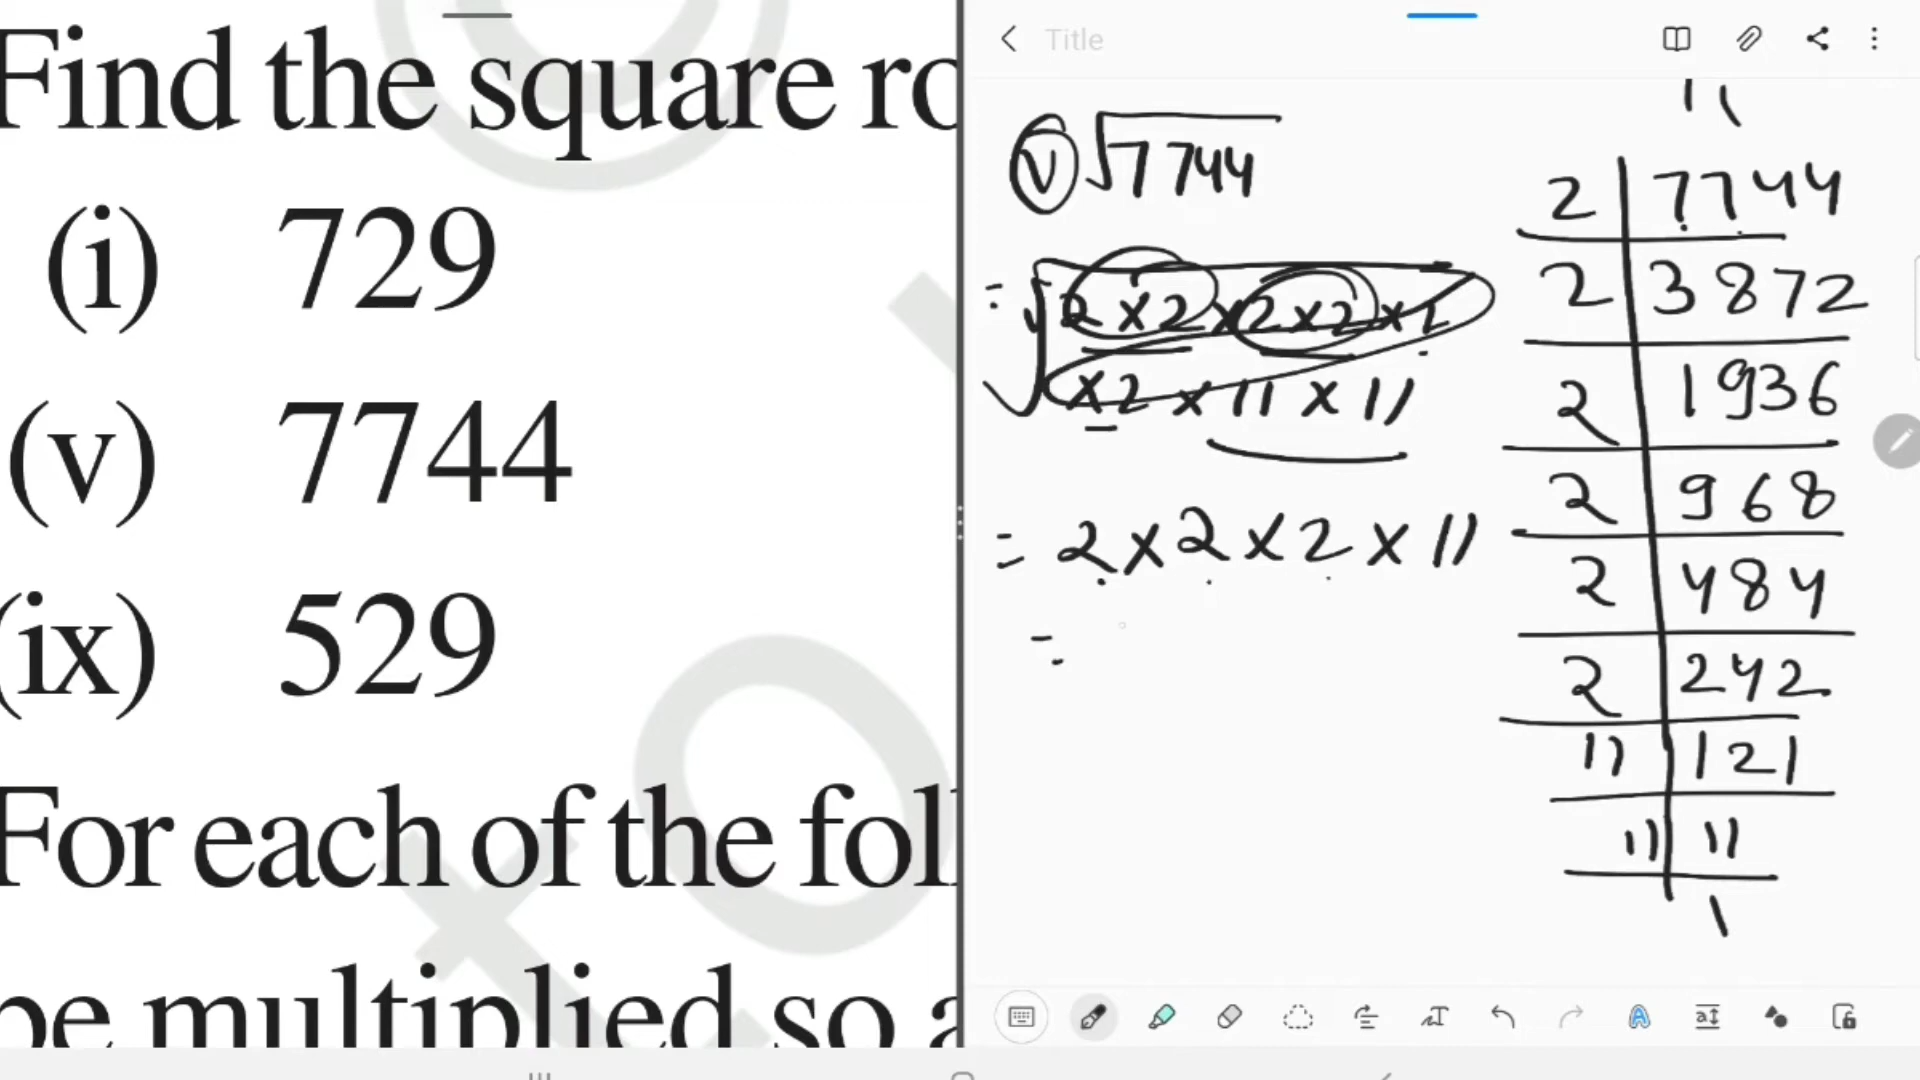 Find the square ro
(i) 729
(v) 7744
(ix) 529
For each of the fol
be multiplied so a
Title
11
(v) √7744
= √2 × 2 × 2 × 2 × 2
× 2 × 11 × 11
= 2 × 2 × 2 × 11
=
2 | 7744
2 | 3872
2 | 1936
2 | 968
2 | 484
2 | 242
11 | 121
11 | 11
1